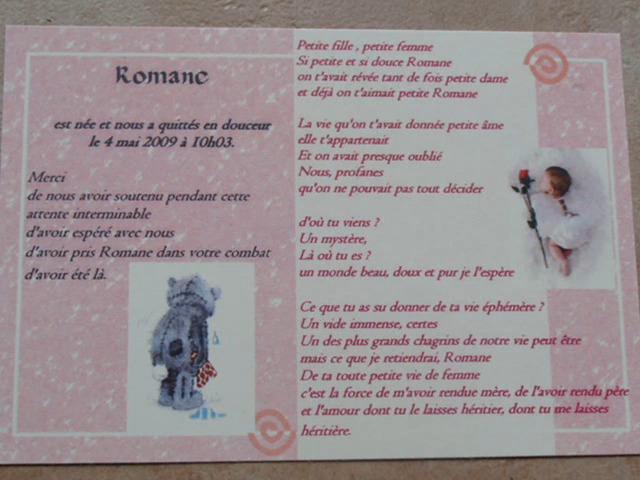 Romane
est née et nous a quittés en douceur
le 4 mai 2009 à 10h03.
Merci
de nous avoir soutenu pendant cette
attente interminable
d'avoir espéré avec nous
d'avoir pris Romane dans votre combat
d'avoir été là.
Petite fille , petite femme
Si petite et si douce Romane
on t'avait révée tant de fois petite dame
et déjà on t'aimait petite Romane
La vie qu'on t'avait donnée petite âme
elle t'appartenait
Et on avait presque oublié
Nous, profanes
qu'on ne pouvait pas tout décider
d'où tu viens ?
Un mystère,
Là où tu es ?
un monde beau, doux et pur je l'espère
Ce que tu as su donner de ta vie éphémère ?
Un vide immense, certes
Un des plus grands chagrins de notre vie peut être
mais ce que je retiendrai, Romane
De ta toute petite vie de femme
c'est la force de m'avoir rendue mère, de l'avoir rendu père
et l'amour dont tu le laisses héritier, dont tu me laisses
héritière.